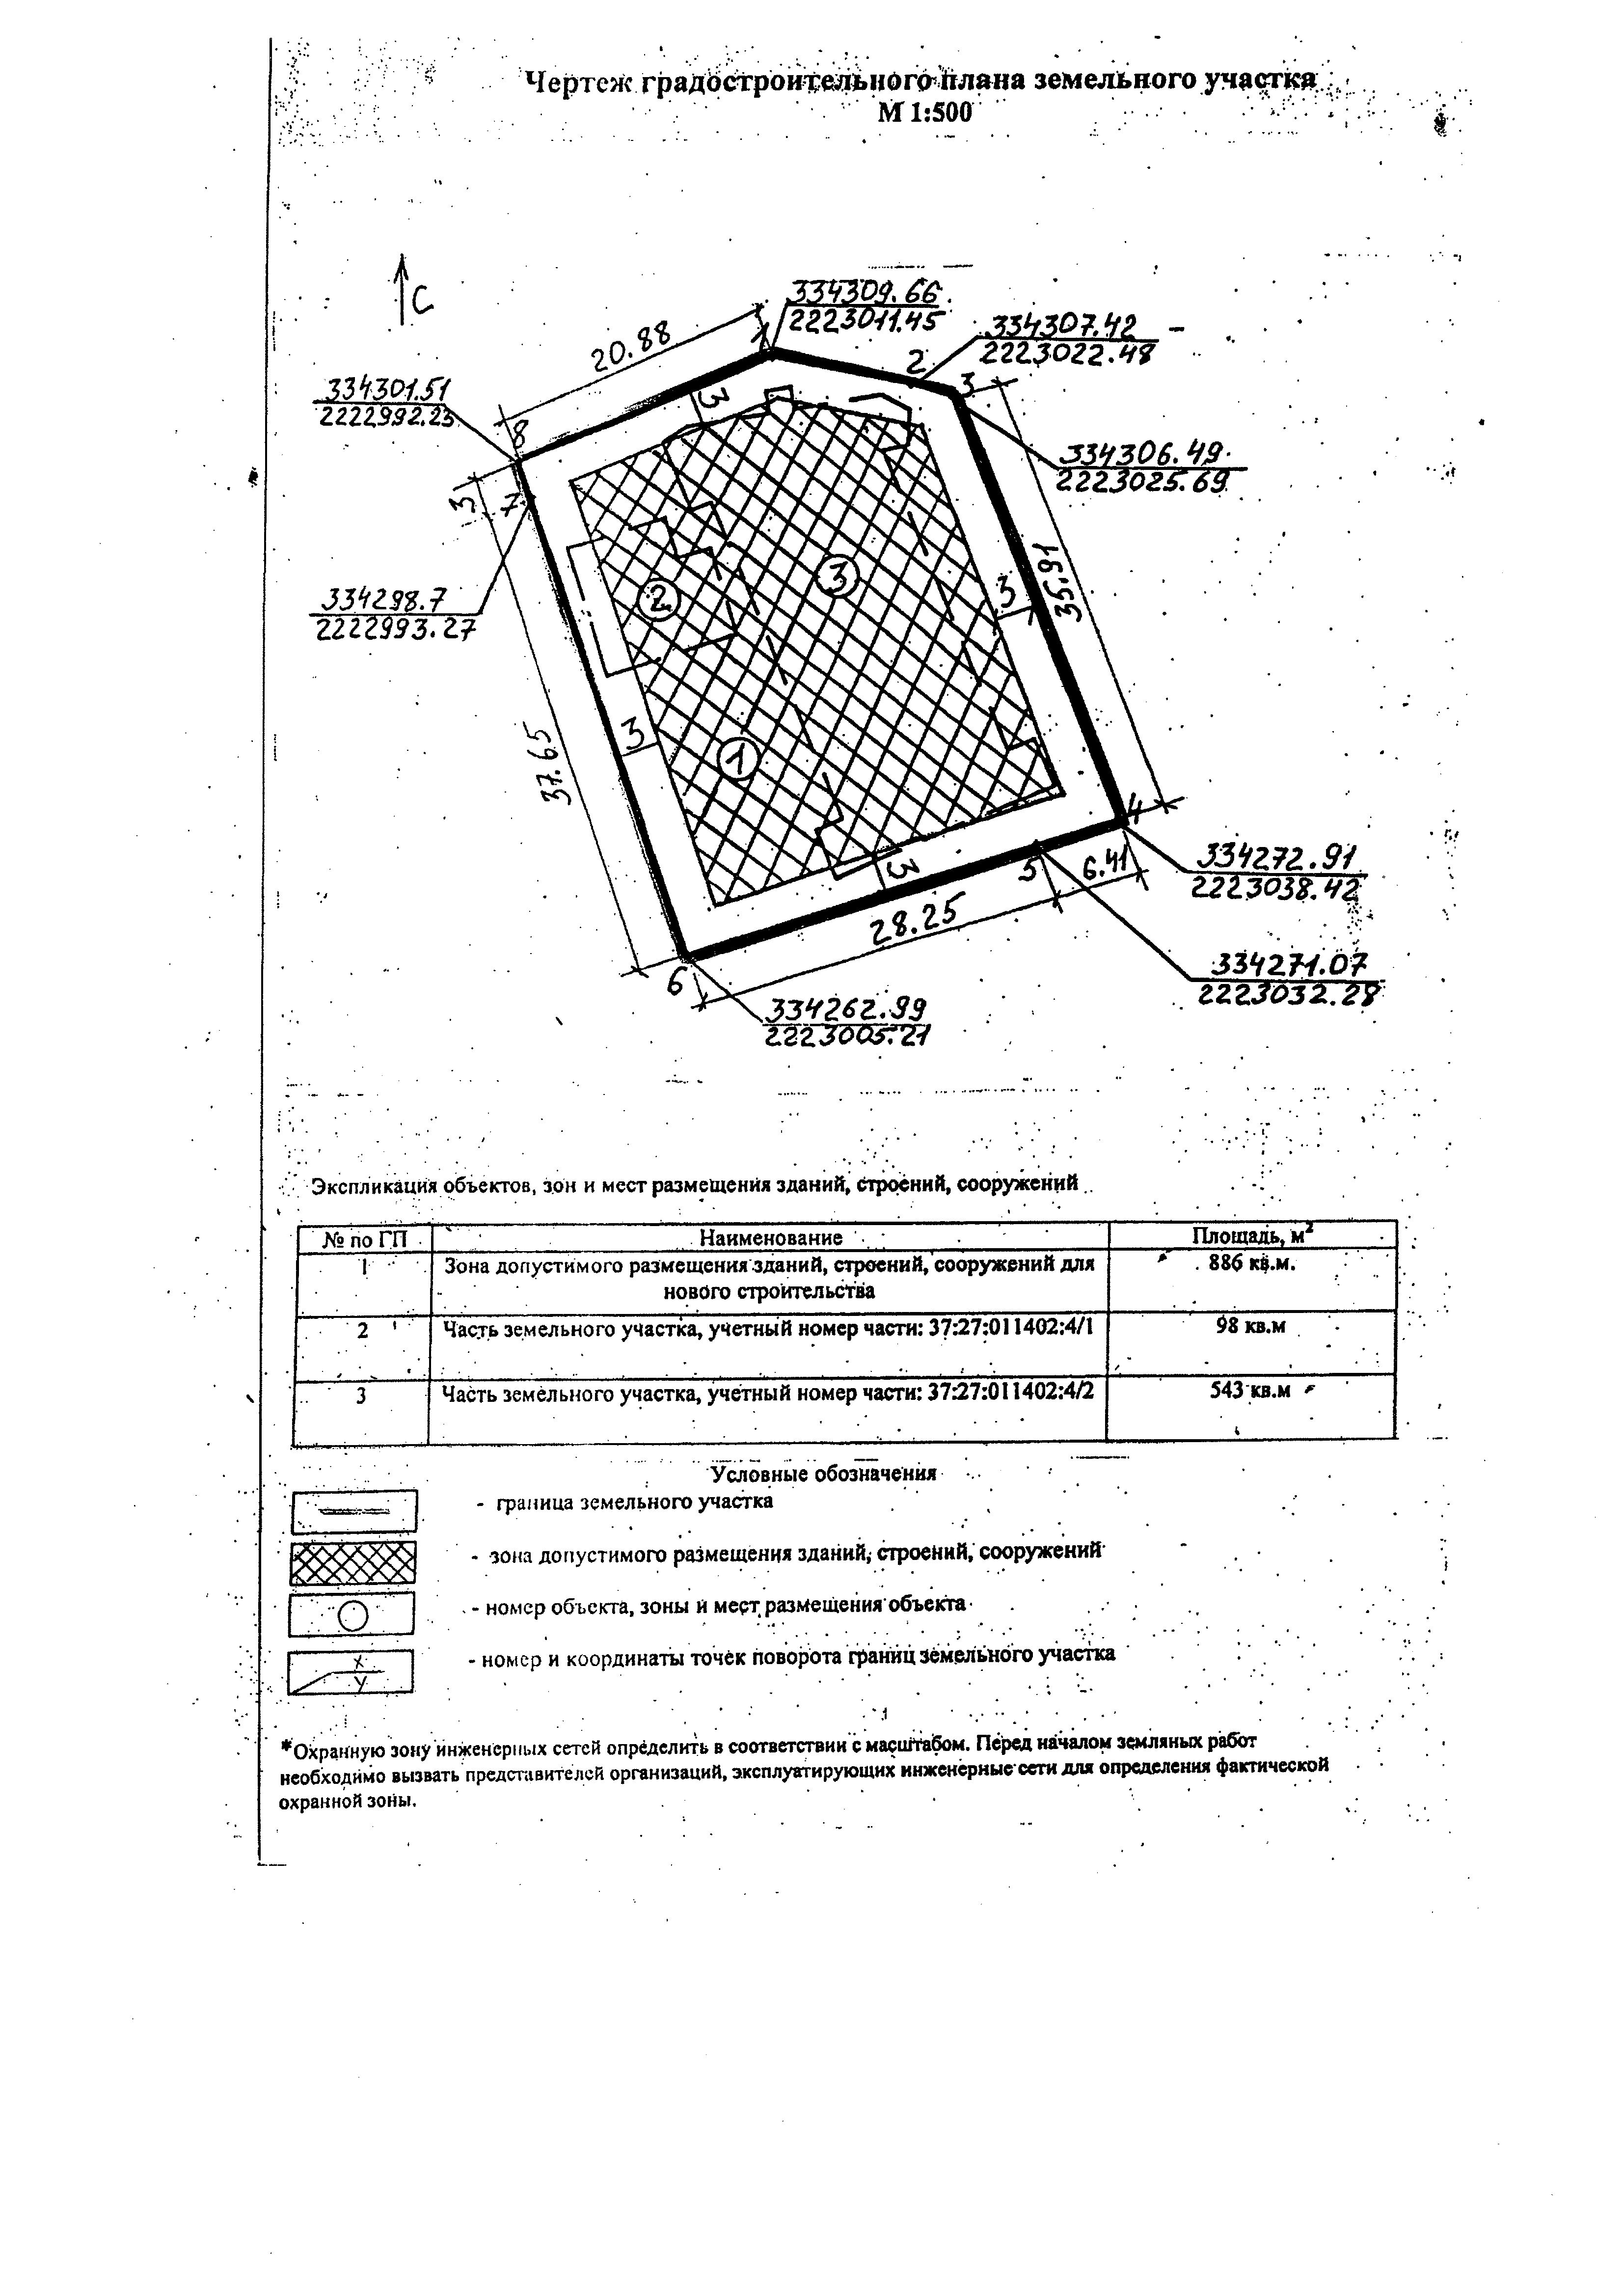 Чертеж градостроительного плана земельного участка
М 1:500
С
334309.66
2223011.45
334307.42
2223022.48
20.88
1
2
3
334301.51
2222992.25
8
3
334306.49
2223025.69
3
7
334298.7
2222993.27
2
3
3
35.91
37.65
3
1
4
334272.91
2223038.42
3
5
6.41
28.25
6
334271.07
2223032.28
334262.99
2223005.21
Экспликация объектов, зон и мест размещения зданий, строений, сооружений
№ по ГП Наименование Площадь, м²
1 Зона допустимого размещения зданий, строений, сооружений для 886 кв.м.
нового строительства
2 Часть земельного участка, учетный номер части: 37:27:011402:4/1 98 кв.м
3 Часть земельного участка, учетный номер части: 37:27:011402:4/2 543 кв.м
Условные обозначения
- граница земельного участка
- зона допустимого размещения зданий, строений, сооружений
- номер объекта, зоны и мест размещения объекта
X
У
- номер и координаты точек поворота границ земельного участка
*Охранную зону инженерных сетей определить в соответствии с масштабом. Перед началом земляных работ
необходимо вызвать представителей организаций, эксплуатирующих инженерные сети для определения фактической
охранной зоны.